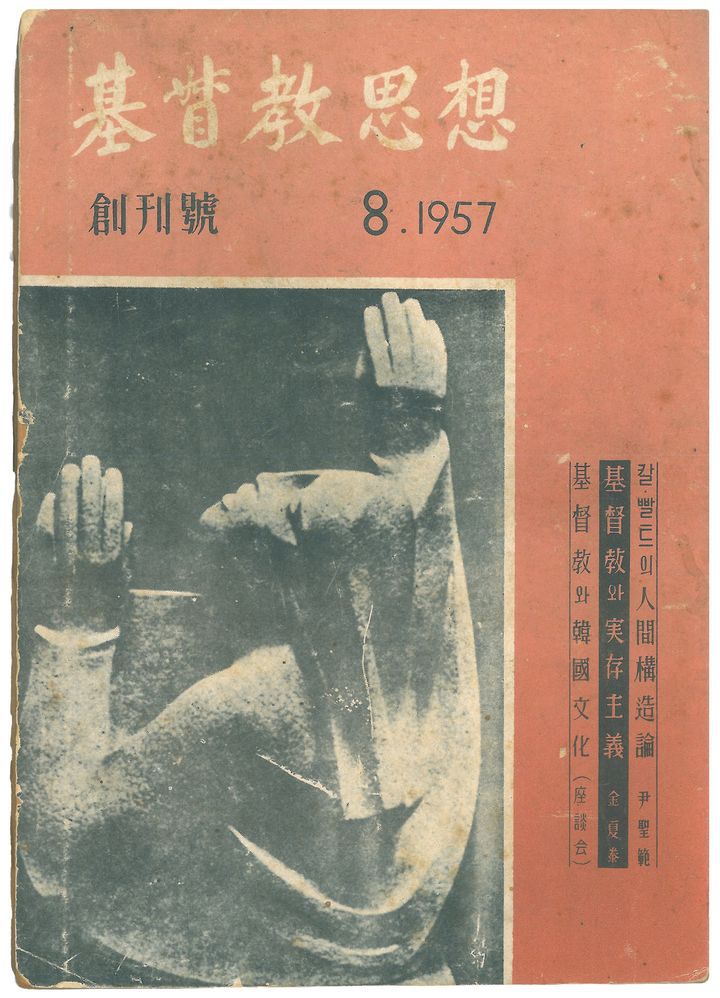 基督教思想
創刊號 8.1957
칼·빨트의 人間構造論 尹聖範
基督教와 実存主義 金夏泰
基督教와 韓國文化 (座談会)